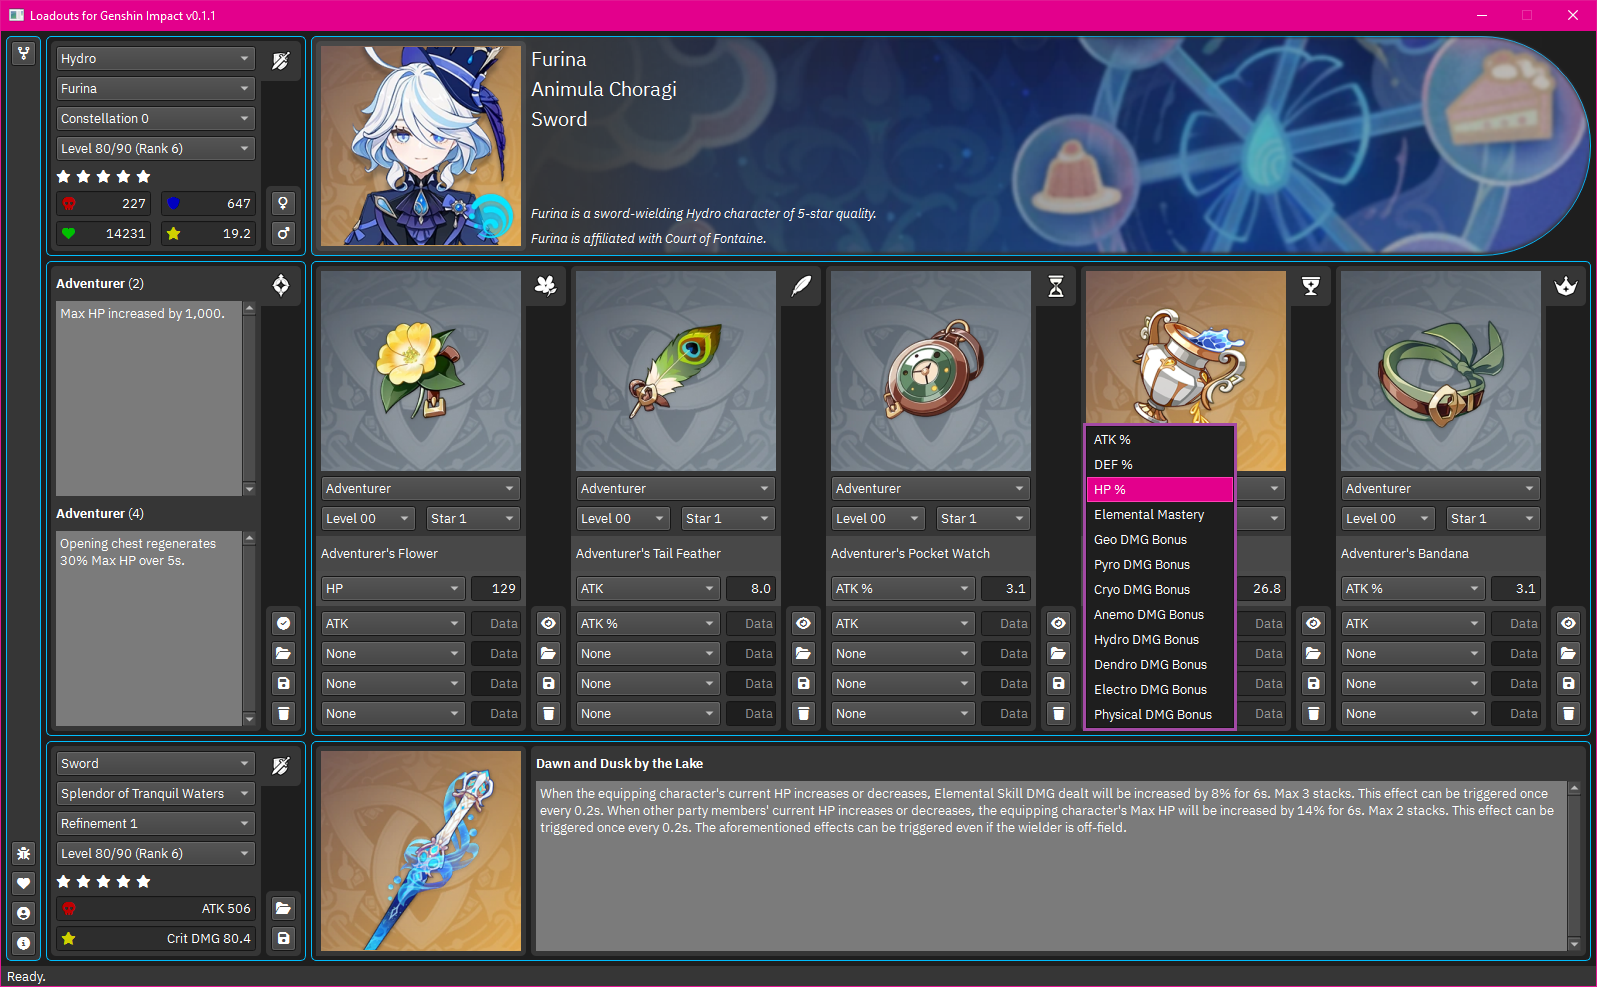 Loadouts for Genshin Impact v0.1.1
Hydro
Furina
Constellation 0
Level 80/90 (Rank 6)
227
647
14231
19.2
Furina
Animula Choragi
Sword
Furina is a sword-wielding Hydro character of 5-star quality.
Furina is affiliated with Court of Fontaine.
Adventurer (2)
Max HP increased by 1,000.
Adventurer (4)
Opening chest regenerates
30% Max HP over 5s.
Adventurer
Level 00
Star 1
Adventurer's Flower
HP
129
ATK
Data
None
Data
None
Data
None
Data
Adventurer
Level 00
Star 1
Adventurer's Tail Feather
ATK
8.0
ATK %
Data
None
Data
None
Data
None
Data
Adventurer
Level 00
Star 1
Adventurer's Pocket Watch
ATK %
3.1
ATK
Data
None
Data
None
Data
None
Data
ATK %
DEF %
HP %
Elemental Mastery
Geo DMG Bonus
Pyro DMG Bonus
Cryo DMG Bonus
Anemo DMG Bonus
Hydro DMG Bonus
Dendro DMG Bonus
Electro DMG Bonus
Physical DMG Bonus
26.8
Data
Data
Data
Data
Adventurer
Level 00
Star 1
Adventurer's Bandana
ATK %
3.1
ATK
Data
None
Data
None
Data
None
Data
Sword
Splendor of Tranquil Waters
Refinement 1
Level 80/90 (Rank 6)
ATK 506
Crit DMG 80.4
Dawn and Dusk by the Lake
When the equipping character's current HP increases or decreases, Elemental Skill DMG dealt will be increased by 8% for 6s. Max 3 stacks. This effect can be triggered once
every 0.2s. When other party members' current HP increases or decreases, the equipping character's Max HP will be increased by 14% for 6s. Max 2 stacks. This effect can be
triggered once every 0.2s. The aforementioned effects can be triggered even if the wielder is off-field.
Ready.